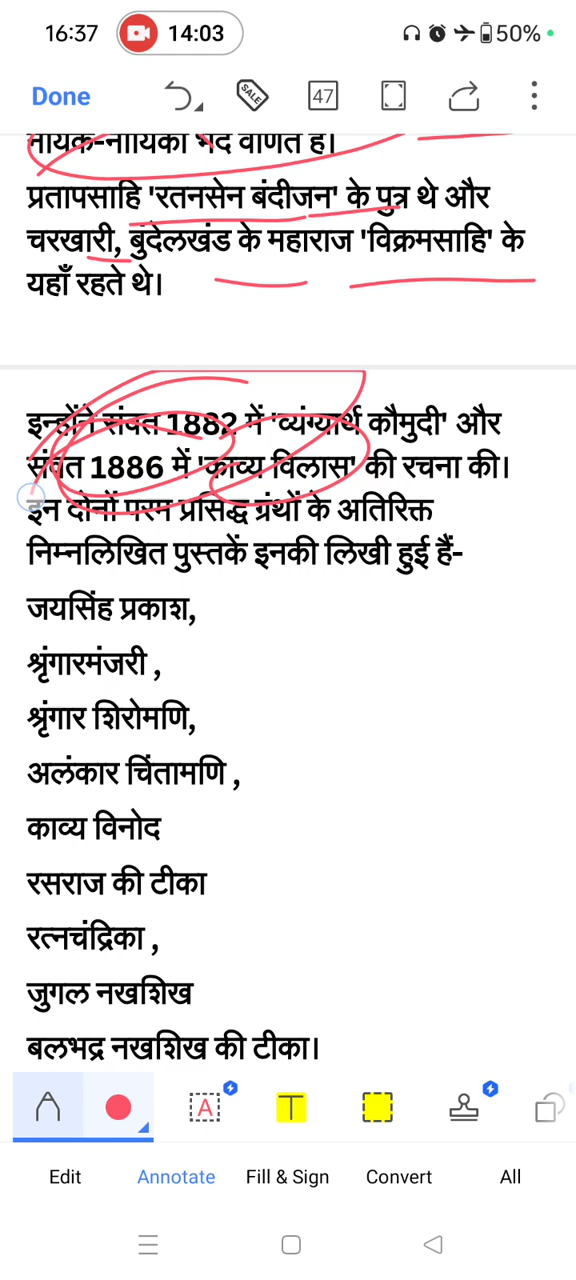 16:37 14:03 50%
Done SALE 47
नायक-नायिका भेद वर्णित है।
प्रतापसाहि 'रतनसेन बंदीजन' के पुत्र थे और
चरखारी, बुंदेलखंड के महाराज 'विक्रमसाहि' के
यहाँ रहते थे।
इन्होंने संवत 1882 में 'व्यंग्यार्थ कौमुदी' और
संवत 1886 में 'काव्य विलास' की रचना की।
इन दोनों परम प्रसिद्ध ग्रंथों के अतिरिक्त
निम्नलिखित पुस्तकें इनकी लिखी हुई हैं-
जयसिंह प्रकाश,
श्रृंगारमंजरी ,
श्रृंगार शिरोमणि,
अलंकार चिंतामणि ,
काव्य विनोद
रसराज की टीका
रत्नचंद्रिका ,
जुगल नखशिख
बलभद्र नखशिख की टीका।
A T
Edit Annotate Fill & Sign Convert All